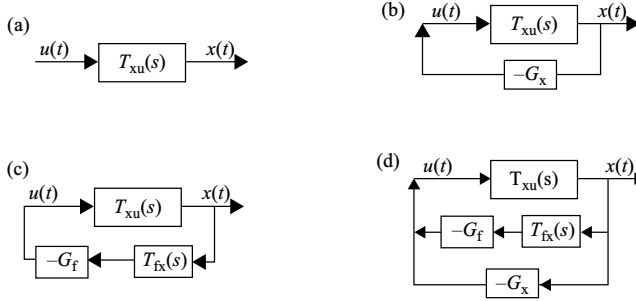 (a)
u(t) T_xu(s) x(t)
(b)
u(t) T_xu(s) x(t)
−G_x
(c)
u(t) T_xu(s) x(t)
−G_f T_fx(s)
(d)
u(t) T_xu(s) x(t)
−G_f T_fx(s)
−G_x